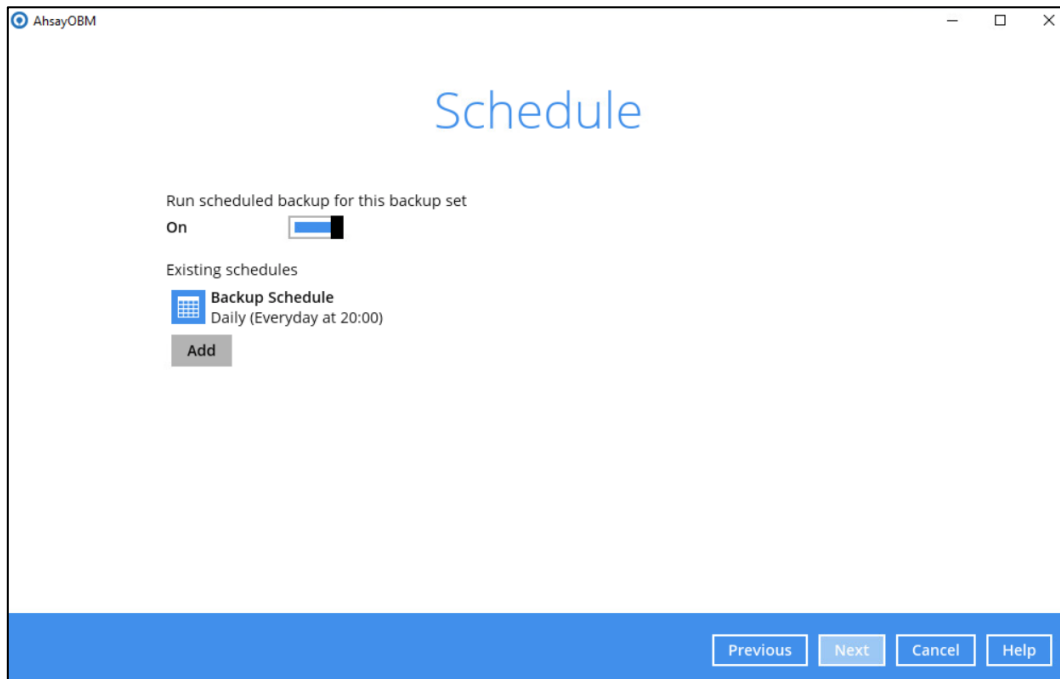 AhsayOBM
Schedule
Run scheduled backup for this backup set
On
Existing schedules
Backup Schedule
Daily (Everyday at 20:00)
Add
Previous Next Cancel Help